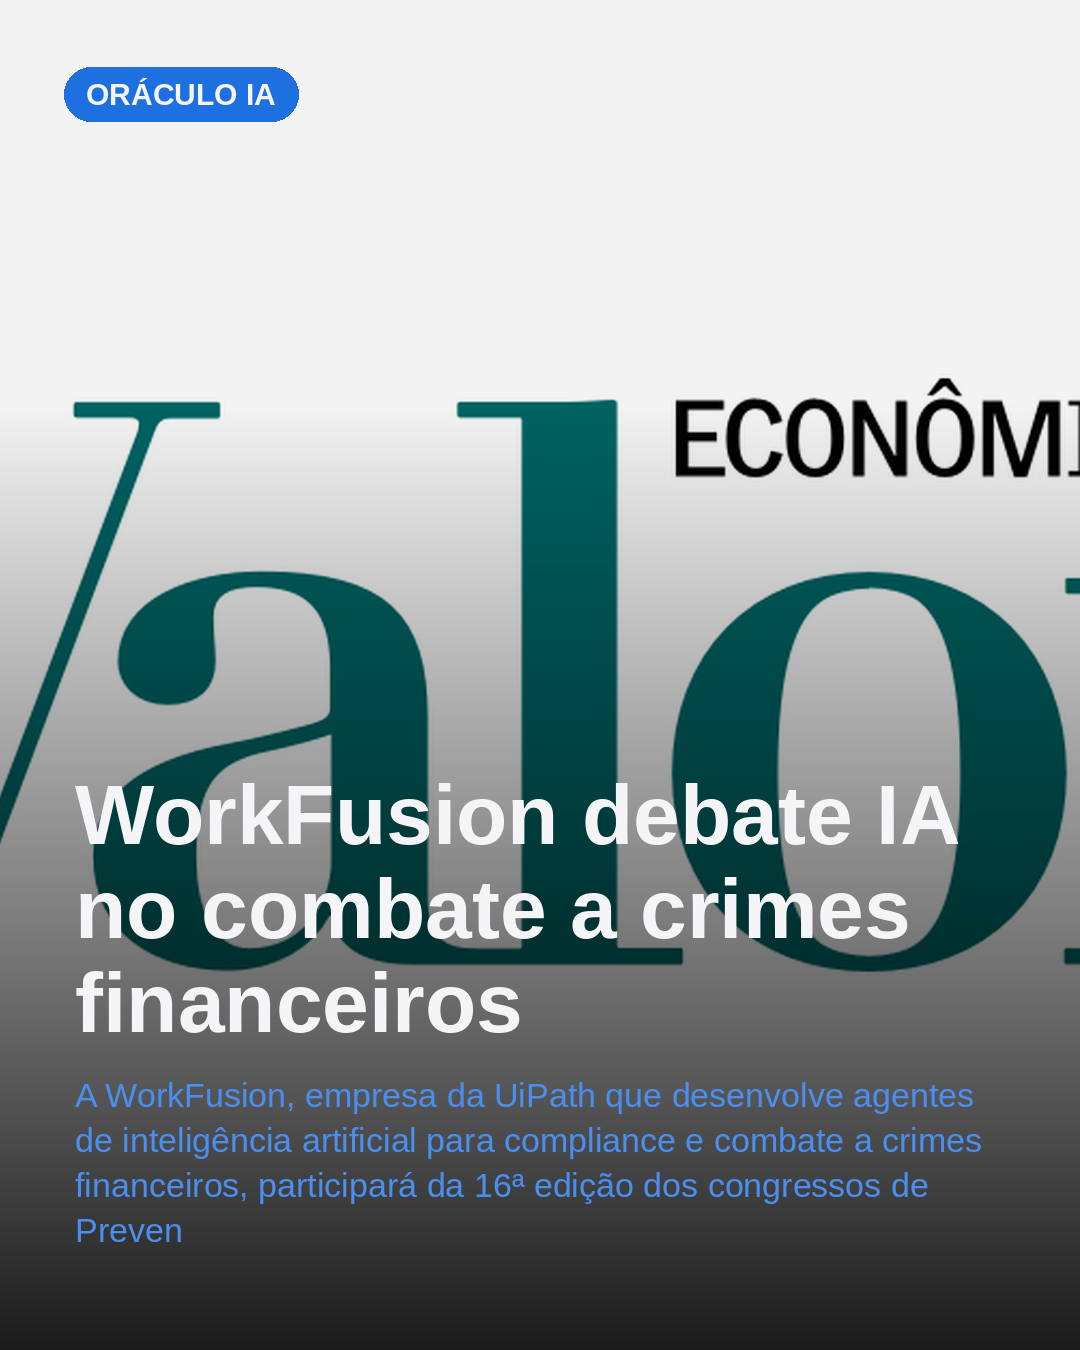 ORÁCULO IA
ECONÔMI
Valor
WorkFusion debate IA
no combate a crimes
financeiros
A WorkFusion, empresa da UiPath que desenvolve agentes
de inteligência artificial para compliance e combate a crimes
financeiros, participará da 16ª edição dos congressos de
Preven